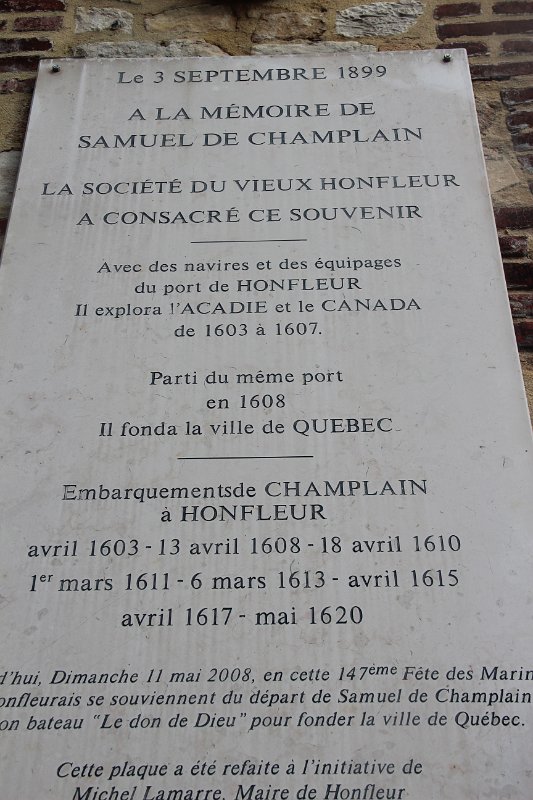 Le 3 SEPTEMBRE 1899
A LA MÉMOIRE DE
SAMUEL DE CHAMPLAIN
LA SOCIÉTÉ DU VIEUX HONFLEUR
A CONSACRÉ CE SOUVENIR
Avec des navires et des équipages
du port de HONFLEUR
Il explora l'ACADIE et le CANADA
de 1603 à 1607.
Parti du même port
en 1608
Il fonda la ville de QUEBEC
Embarquementsde CHAMPLAIN
à HONFLEUR
avril 1603 - 13 avril 1608 - 18 avril 1610
1er mars 1611 - 6 mars 1613 - avril 1615
avril 1617 - mai 1620
d'hui, Dimanche 11 mai 2008, en cette 147ème Fête des Marin
onfleurais se souviennent du départ de Samuel de Champlain
on bateau "Le don de Dieu" pour fonder la ville de Québec.
Cette plaque a été refaite à l'initiative de
Michel Lamarre, Maire de Honfleur